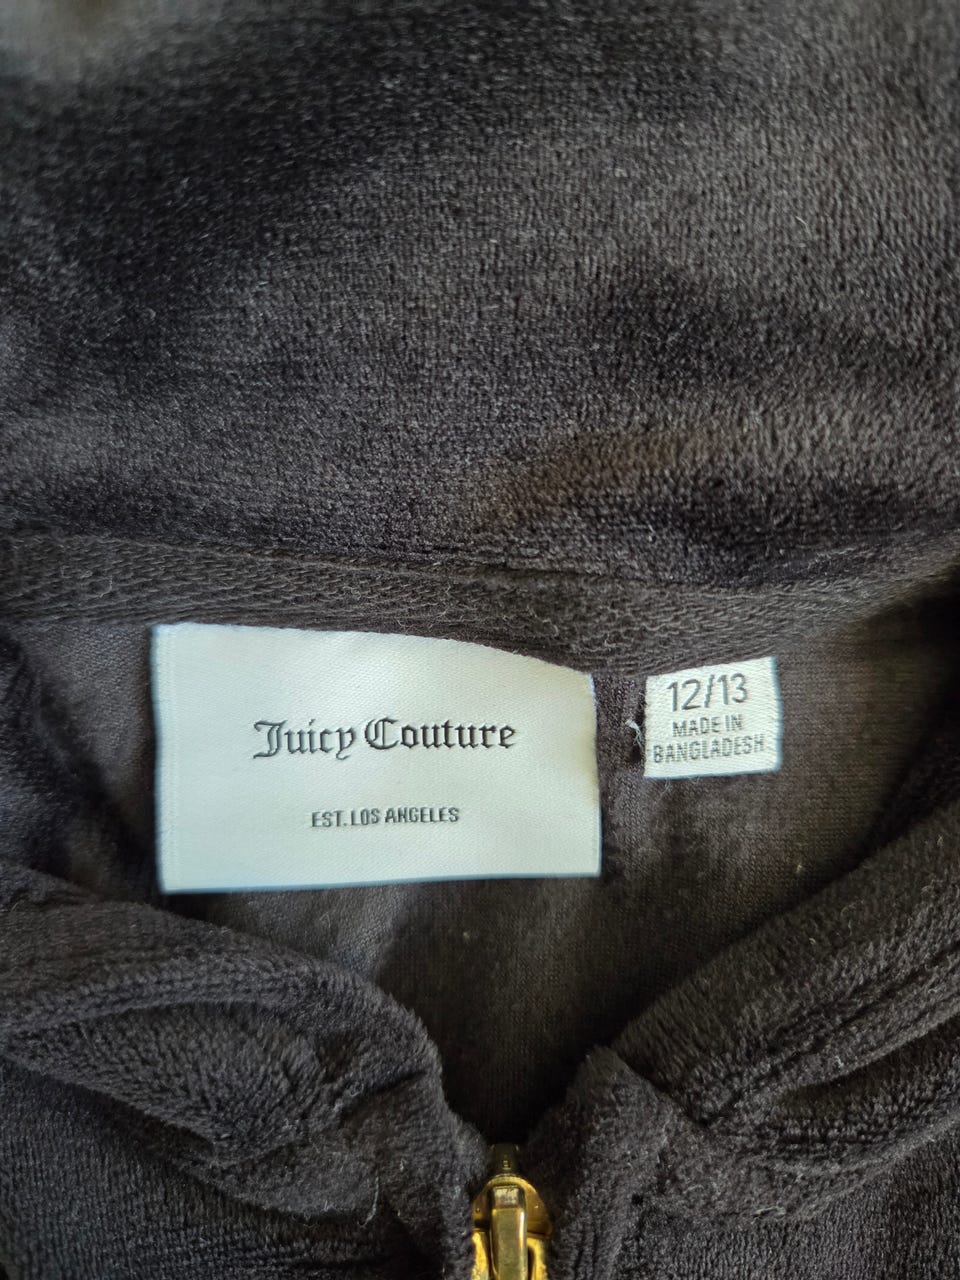 Juicy Couture
EST. LOS ANGELES
12/13
MADE IN
BANGLADESH